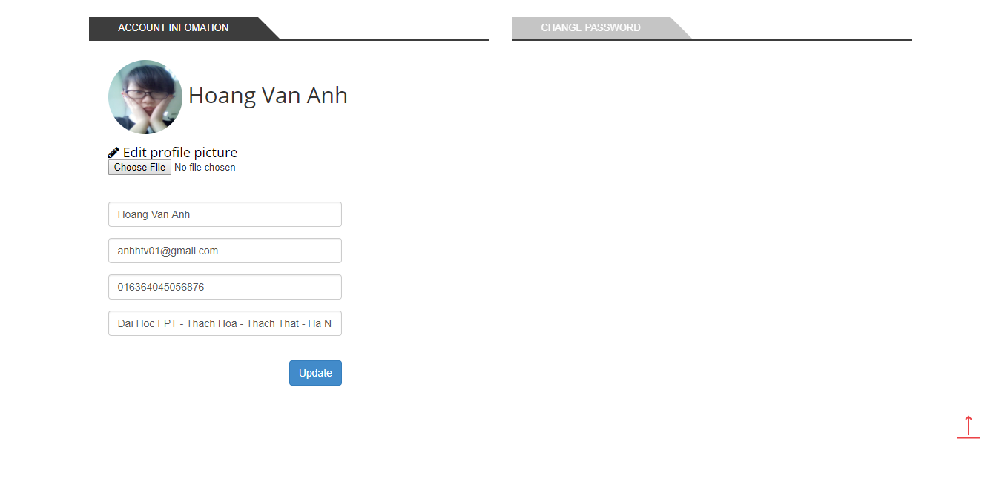 ACCOUNT INFOMATION
CHANGE PASSWORD
Hoang Van Anh
Edit profile picture
Choose File No file chosen
Hoang Van Anh
anhhtv01@gmail.com
016364045056876
Dai Hoc FPT - Thach Hoa - Thach That - Ha N
Update